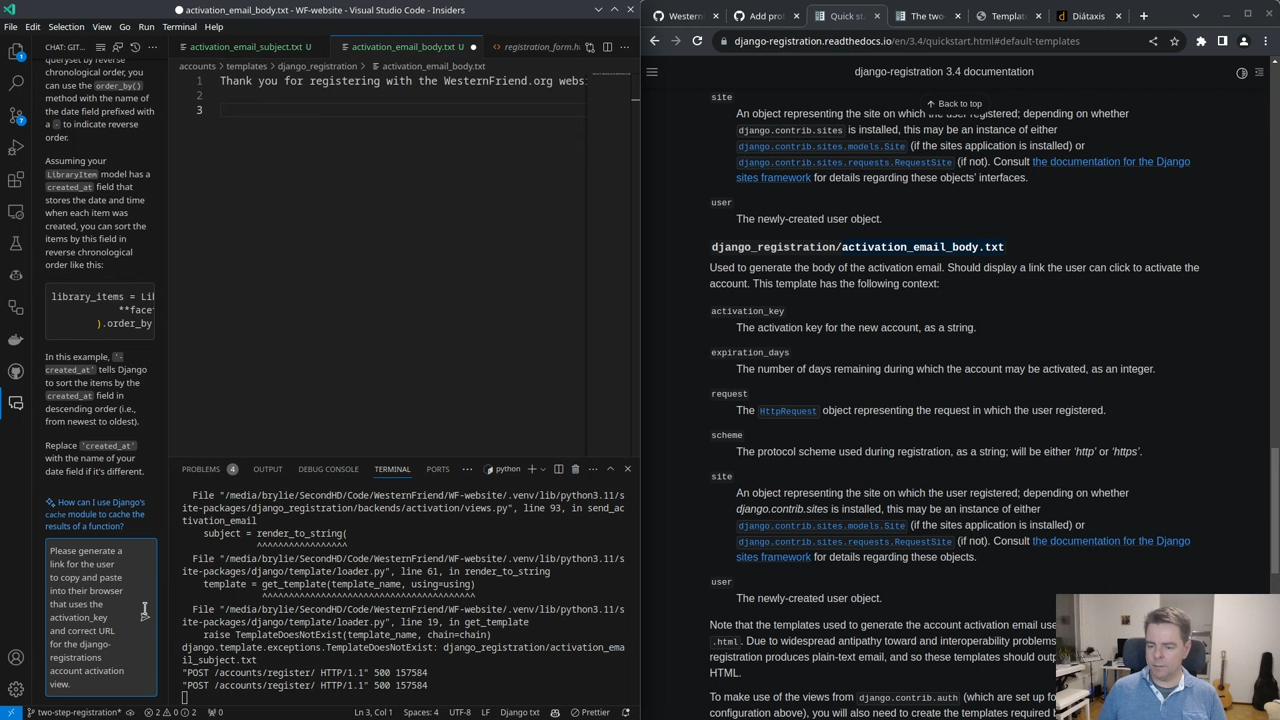 activation_email_body.txt - WF-website - Visual Studio Code - Insiders
File Edit Selection View Go Run Terminal Help
CHAT: GIT...
activation_email_subject.txt U
activation_email_body.txt U
registration_form.h
accounts > templates > django_registration > activation_email_body.txt
1 Thank you for registering with the WesternFriend.org webs
2
3
queryset by reverse
chronological order, you
can use the order_by()
method with the name of
the date field prefixed with
a - to indicate reverse
order.
Assuming your
LibraryItem model has a
created_at field that
stores the date and time
when each item was
created, you can sort the
items by this field in
reverse chronological
order like this:
library_items = Li
**face
).order_by
In this example, '-
created_at' tells Django
to sort the items by the
created_at field in
descending order (i.e.,
from newest to oldest).
Replace 'created_at'
with the name of your
date field if it's different.
How can I use Django's
cache module to cache the
results of a function?
Please generate a
link for the user
to copy and paste
into their browser
that uses the
activation_key
and correct URL
for the django-
registrations
account activation
view.
PROBLEMS 4 OUTPUT DEBUG CONSOLE TERMINAL PORTS ... python
File "/media/brylie/SecondHD/Code/WesternFriend/WF-website/.venv/lib/python3.11/s
ite-packages/django_registration/backends/activation/views.py", line 93, in send_ac
tivation_email
subject = render_to_string(
^^^^^^^^^^^^^^^^^
File "/media/brylie/SecondHD/Code/WesternFriend/WF-website/.venv/lib/python3.11/s
ite-packages/django/template/loader.py", line 61, in render_to_string
template = get_template(template_name, using=using)
^^^^^^^^^^^^^^^^^^^^^^^^^^^^^^^^^^^^^^^^
File "/media/brylie/SecondHD/Code/WesternFriend/WF-website/.venv/lib/python3.11/s
ite-packages/django/template/loader.py", line 19, in get_template
raise TemplateDoesNotExist(template_name, chain=chain)
django.template.exceptions.TemplateDoesNotExist: django_registration/activation_ema
il_subject.txt
"POST /accounts/register/ HTTP/1.1" 500 157584
"POST /accounts/register/ HTTP/1.1" 500 157584
two-step-registration* 2 0 2 0 Ln 3, Col 1 Spaces: 4 UTF-8 LF Django txt Prettier
7
Western Add pro Quick st The two- Templat Diátaxis
django-registration.readthedocs.io/en/3.4/quickstart.html#default-templates
django-registration 3.4 documentation
Back to top
site
An object representing the site on which the user registered; depending on whether
django.contrib.sites is installed, this may be an instance of either
django.contrib.sites.models.Site (if the sites application is installed) or
django.contrib.sites.requests.RequestSite (if not). Consult the documentation for the Django
sites framework for details regarding these objects' interfaces.
user
The newly-created user object.
django_registration/activation_email_body.txt
Used to generate the body of the activation email. Should display a link the user can click to activate the
account. This template has the following context:
activation_key
The activation key for the new account, as a string.
expiration_days
The number of days remaining during which the account may be activated, as an integer.
request
The HttpRequest object representing the request in which the user registered.
scheme
The protocol scheme used during registration, as a string; will be either 'http' or 'https'.
site
An object representing the site on which the user registered; depending on whether
django.contrib.sites is installed, this may be an instance of either
django.contrib.sites.models.Site (if the sites application is installed) or
django.contrib.sites.requests.RequestSite (if not). Consult the documentation for the Django
sites framework for details regarding these objects.
user
The newly-created user object.
Note that the templates used to generate the account activation email use
.html. Due to widespread antipathy toward and interoperability problems
registration produces plain-text email, and so these templates should outp
HTML.
To make use of the views from django.contrib.auth (which are set up fo
configuration above), you will also need to create the templates required b